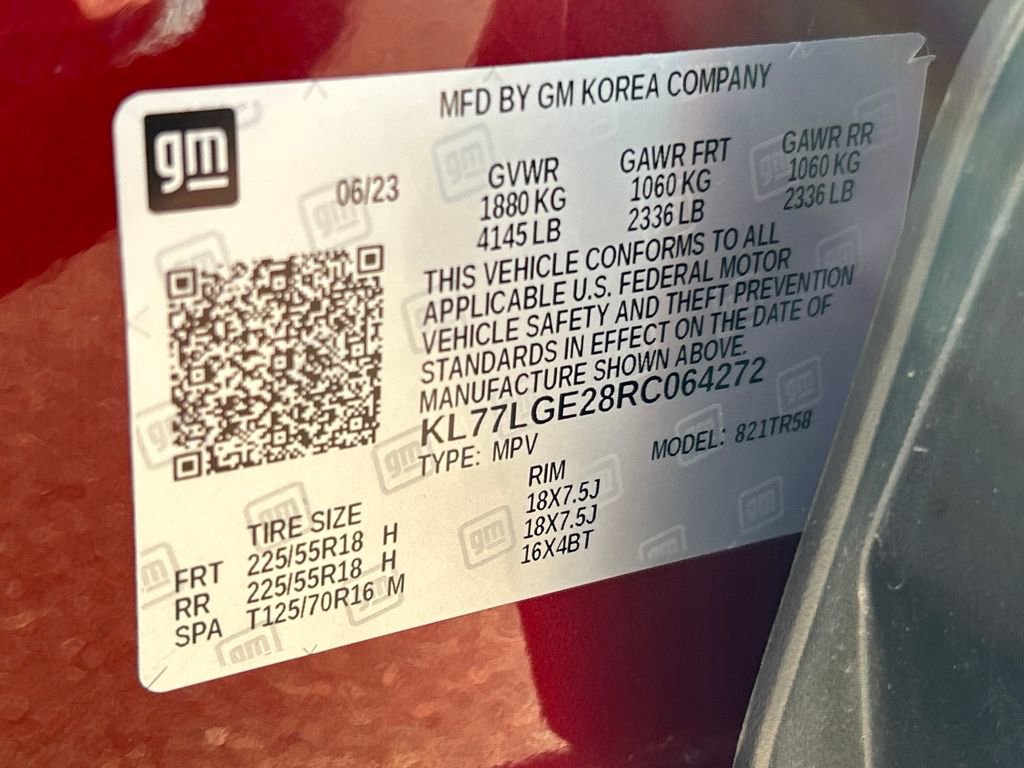 MFD BY GM KOREA COMPANY
gm
06/23
GVWR
1880 KG
4145 LB
GAWR FRT
1060 KG
2336 LB
GAWR RR
1060 KG
2336 LB
THIS VEHICLE CONFORMS TO ALL
APPLICABLE U.S. FEDERAL MOTOR
VEHICLE SAFETY AND THEFT PREVENTION
STANDARDS IN EFFECT ON THE DATE OF
MANUFACTURE SHOWN ABOVE.
KL77LGE28RC064272
TYPE: MPV
MODEL: 821TR58
TIRE SIZE
RIM
FRT 225/55R18 H 18X7.5J
RR 225/55R18 H 18X7.5J
SPA T125/70R16 M 16X4BT